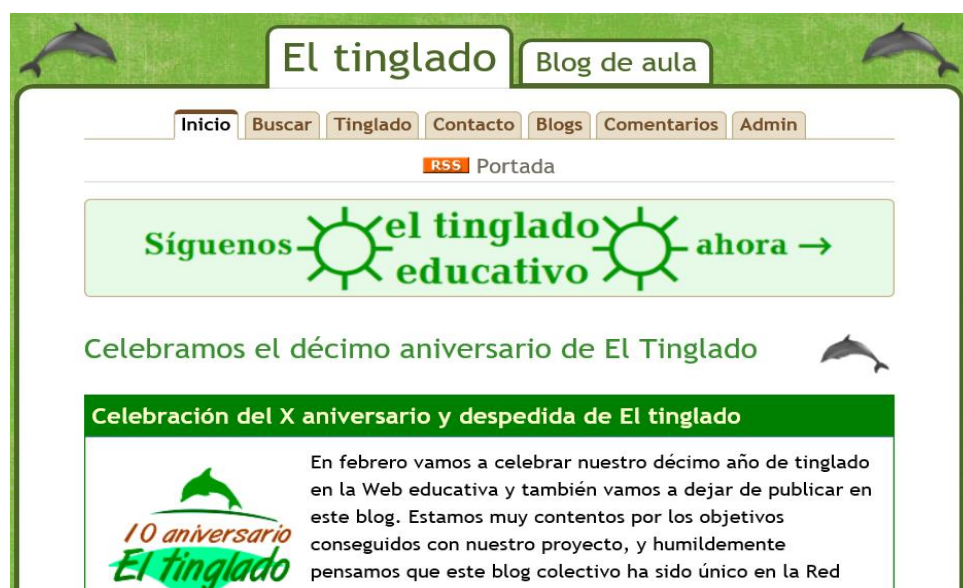 El tinglado Blog de aula
Inicio Buscar Tinglado Contacto Blogs Comentarios Admin
RSS Portada
Síguenos el tinglado educativo ahora →
Celebramos el décimo aniversario de El Tinglado
Celebración del X aniversario y despedida de El tinglado
10 aniversario
El tinglado
En febrero vamos a celebrar nuestro décimo año de tinglado
en la Web educativa y también vamos a dejar de publicar en
este blog. Estamos muy contentos por los objetivos
conseguidos con nuestro proyecto, y humildemente
pensamos que este blog colectivo ha sido único en la Red